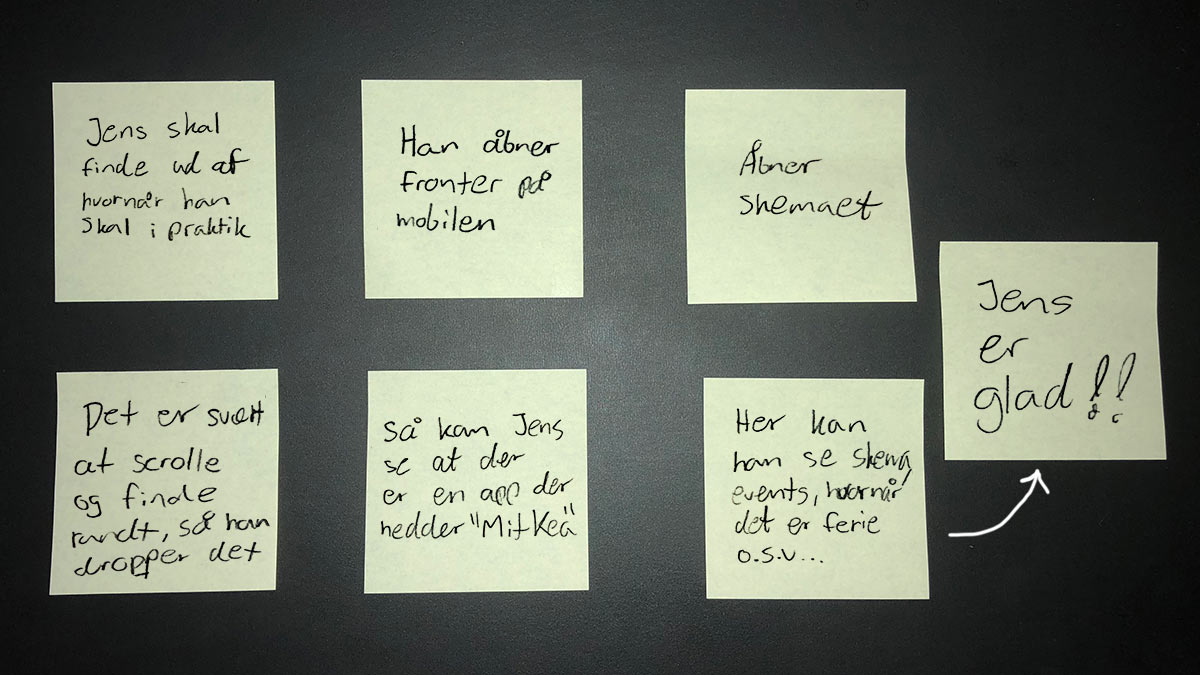 Jens skal
finde ud af
hvornår han
skal i praktik
Han åbner
fronter på
mobilen
Åbner
skemaet
Det er svært
at scrolle
og finde
rundt, så han
dropper det
Så kan Jens
se at der
er en app der
hedder "MitKea"
Her kan
han se skema,
events, hvornår
det er ferie
o.s.v...
Jens
er
glad!!